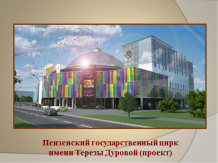 Пензенский государственный цирк
имени Терезы Дуровой (проект)